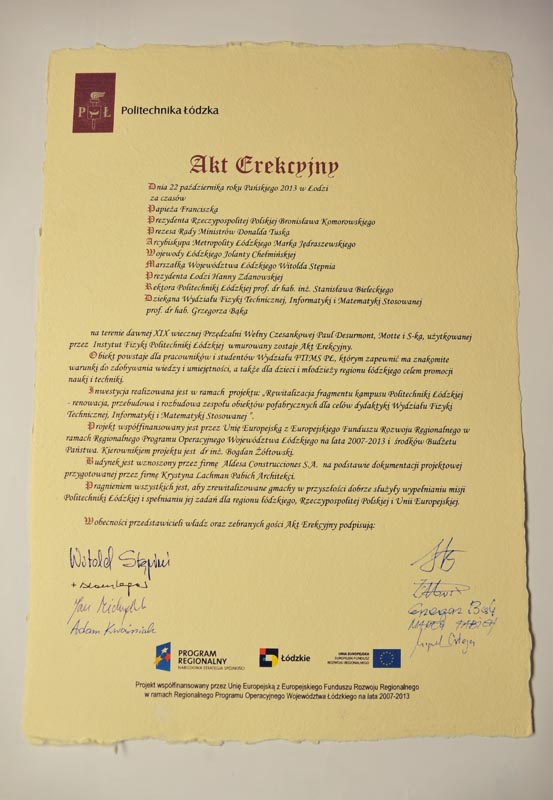 P Ł
Politechnika Łódzka
Akt Erekcyjny
Dnia 22 października roku Pańskiego 2013 w Łodzi
za czasów
Papieża Franciszka
Prezydenta Rzeczypospolitej Polskiej Bronisława Komorowskiego
Prezesa Rady Ministrów Donalda Tuska
Arcybiskupa Metropolity Łódzkiego Marka Jędraszewskiego
Wojewody Łódzkiego Jolanty Chełmińskiej
Marszałka Województwa Łódzkiego Witolda Stępnia
Prezydenta Łodzi Hanny Zdanowskiej
Rektora Politechniki Łódzkiej prof. dr hab. inż. Stanisława Bieleckiego
Dziekana Wydziału Fizyki Technicznej, Informatyki i Matematyki Stosowanej
prof. dr hab. Grzegorza Bąka
na terenie dawnej XIX wiecznej Przędzalni Wełny Czesankowej Paul Desurmont, Motte i S-ka, użytkowanej
przez Instytut Fizyki Politechniki Łódzkiej wmurowany zostaje Akt Erekcyjny.
Obiekt powstaje dla pracowników i studentów Wydziału FTIMS PŁ, którym zapewnić ma znakomite
warunki do zdobywania wiedzy i umiejętności, a także dla dzieci i młodzieży regionu łódzkiego celem promocji
nauki i techniki.
Inwestycja realizowana jest w ramach projektu: „Rewitalizacja fragmentu kampusu Politechniki Łódzkiej
- renowacja, przebudowa i rozbudowa zespołu obiektów pofabrycznych dla celów dydaktyki Wydziału Fizyki
Technicznej, Informatyki i Matematyki Stosowanej ”.
Projekt współfinansowany jest przez Unię Europejską z Europejskiego Funduszu Rozwoju Regionalnego w
ramach Regionalnego Programu Operacyjnego Województwa Łódzkiego na lata 2007-2013 i środków Budżetu
Państwa. Kierownikiem projektu jest dr inż. Bogdan Żółtowski.
Budynek jest wznoszony przez firmę Aldesa Construcciones S.A. na podstawie dokumentacji projektowej
przygotowanej przez firmę Krystyna Lachman Pabich Architekci.
Pragnieniem wszystkich jest, aby zrewitalizowane gmachy w przyszłości dobrze służyły wypełnianiu misji
Politechniki Łódzkiej i spełnianiu jej zadań dla regionu łódzkiego, Rzeczypospolitej Polskiej i Unii Europejskiej.
W obecności przedstawicieli władz oraz zebranych gości Akt Erekcyjny podpisują:
Witold Stępień
Adam Kwaśniak
Grzegorz Bąk
PROGRAM
REGIONALNY
NARODOWA STRATEGIA SPÓJNOŚCI
Łódzkie
UNIA EUROPEJSKA
EUROPEJSKI FUNDUSZ
ROZWOJU REGIONALNEGO
Projekt współfinansowany przez Unię Europejską z Europejskiego Funduszu Rozwoju Regionalnego
w ramach Regionalnego Programu Operacyjnego Województwa Łódzkiego na lata 2007-2013